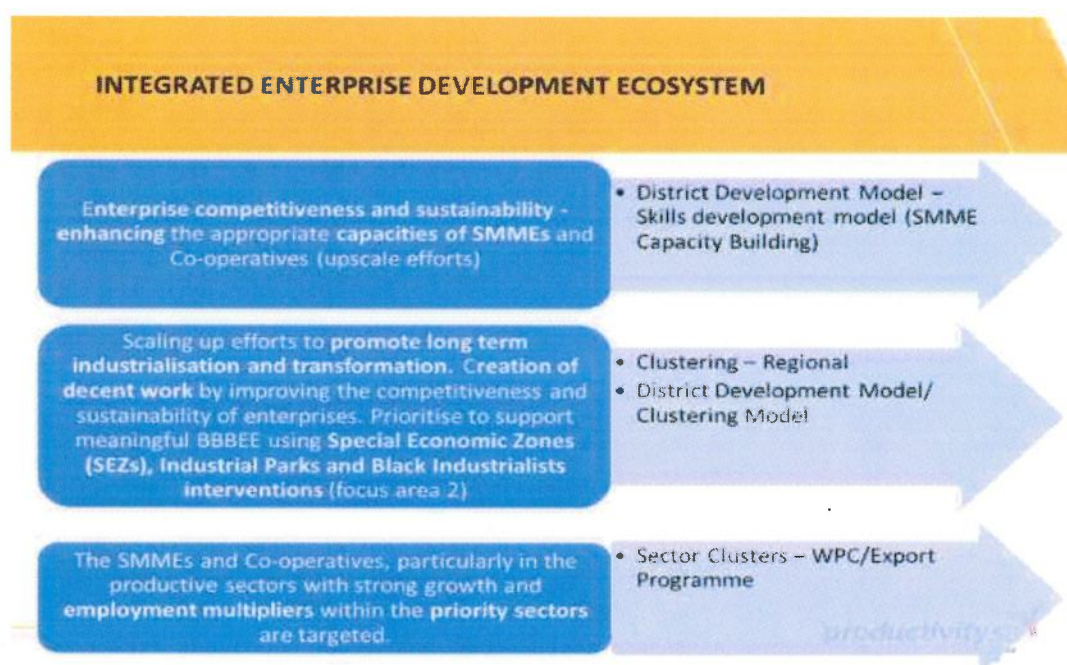 INTEGRATED ENTERPRISE DEVELOPMENT ECOSYSTEM
Enterprise competitiveness and sustainability -
enhancing the appropriate capacities of SMMEs and
Co-operatives (upscale efforts)
• District Development Model –
Skills development model (SMME
Capacity Building)
Scaling up efforts to promote long term
industrialisation and transformation. Creation of
decent work by improving the competitiveness and
sustainability of enterprises. Prioritise to support
meaningful BBBEE using Special Economic Zones
(SEZs), Industrial Parks and Black Industrialists
interventions (focus area 2)
• Clustering – Regional
• District Development Model/
Clustering Model
The SMMEs and Co-operatives, particularly in the
productive sectors with strong growth and
employment multipliers within the priority sectors
are targeted.
• Sector Clusters – WPC/Export
Programme
productivity